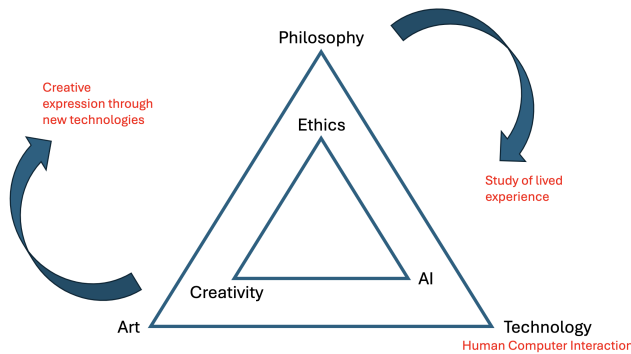 Philosophy
Creative
expression through
new technologies
Ethics
Study of lived
experience
Creativity
AI
Art
Technology
Human Computer Interaction